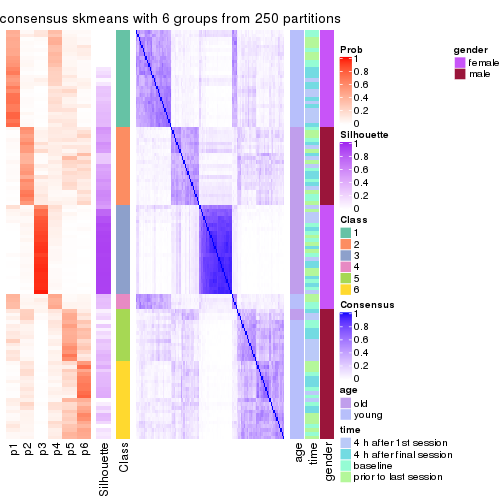 consensus skmeans with 6 groups from 250 partitions
Prob
1
0.8
0.6
0.4
0.2
0
gender
female
male
Silhouette
1
0.8
0.6
0.4
0.2
0
Class
1
2
3
4
5
6
Consensus
1
0.8
0.6
0.4
0.2
0
age
old
young
time
4 h after 1st session
4 h after final session
baseline
prior to last session
p1
p2
p3
p4
p5
p6
Silhouette
Class
age
time
gender